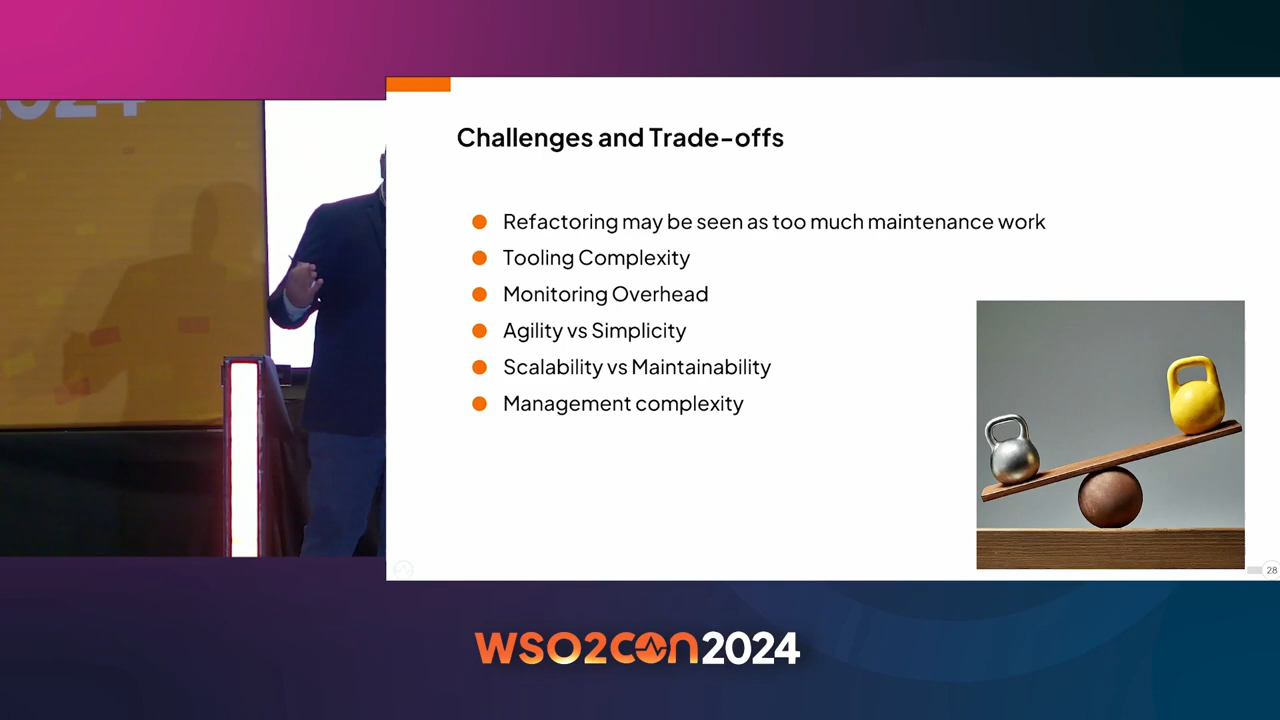 2024
Challenges and Trade-offs
Refactoring may be seen as too much maintenance work
Tooling Complexity
Monitoring Overhead
Agility vs Simplicity
Scalability vs Maintainability
Management complexity
28
WSO2CON2024